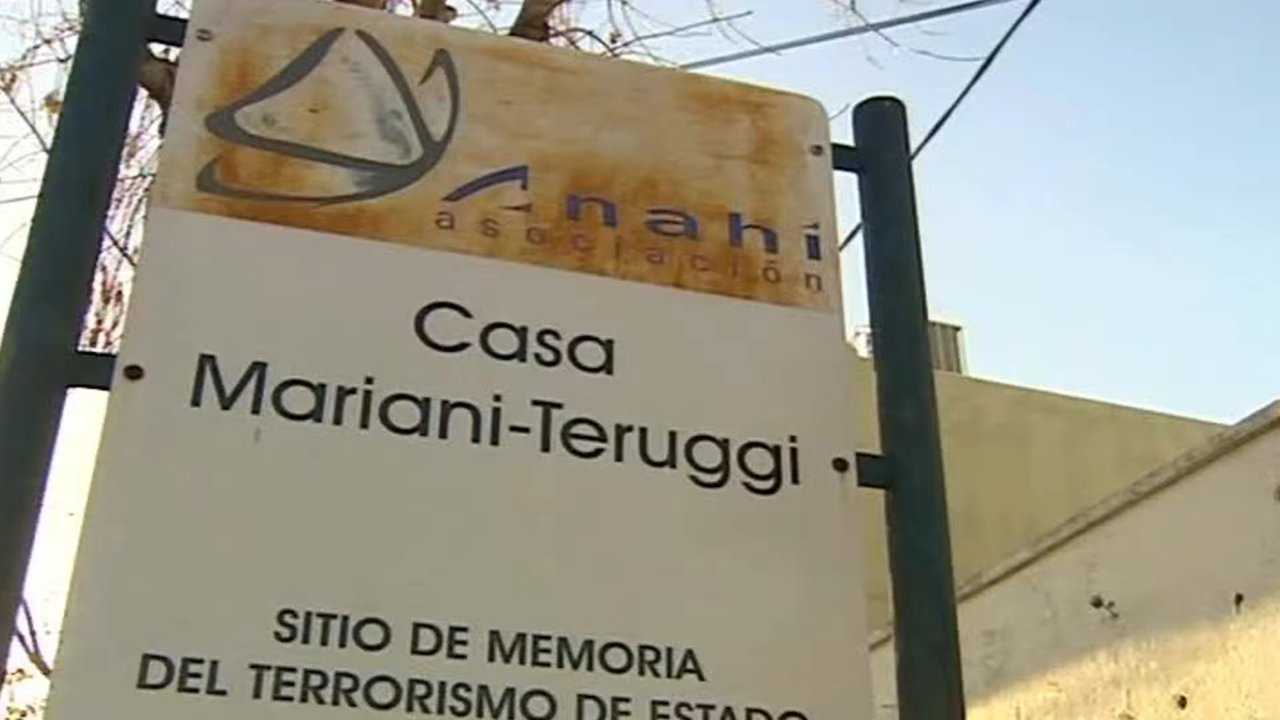 Anahí
asociación
Casa
Mariani-Teruggi
SITIO DE MEMORIA
DEL TERRORISMO DE ESTADO